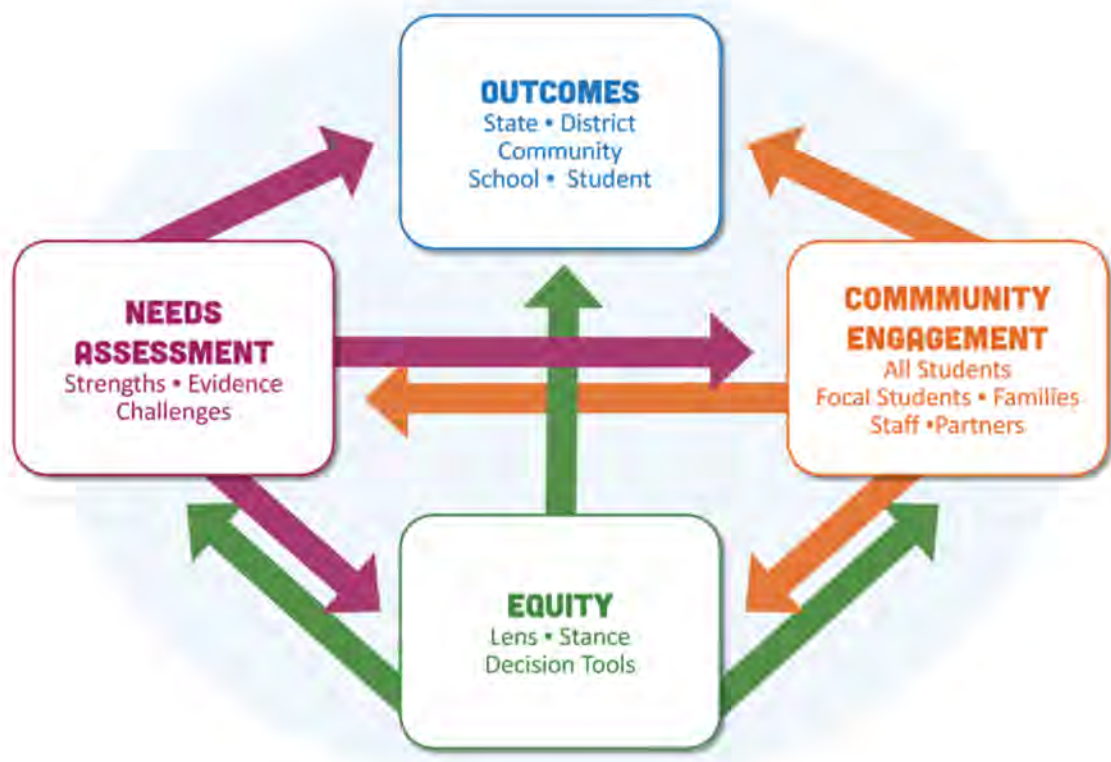 OUTCOMES
State • District
Community
School • Student
NEEDS
ASSESSMENT
Strengths • Evidence
Challenges
COMMMUNITY
ENGAGEMENT
All Students
Focal Students • Families
Staff •Partners
EQUITY
Lens • Stance
Decision Tools